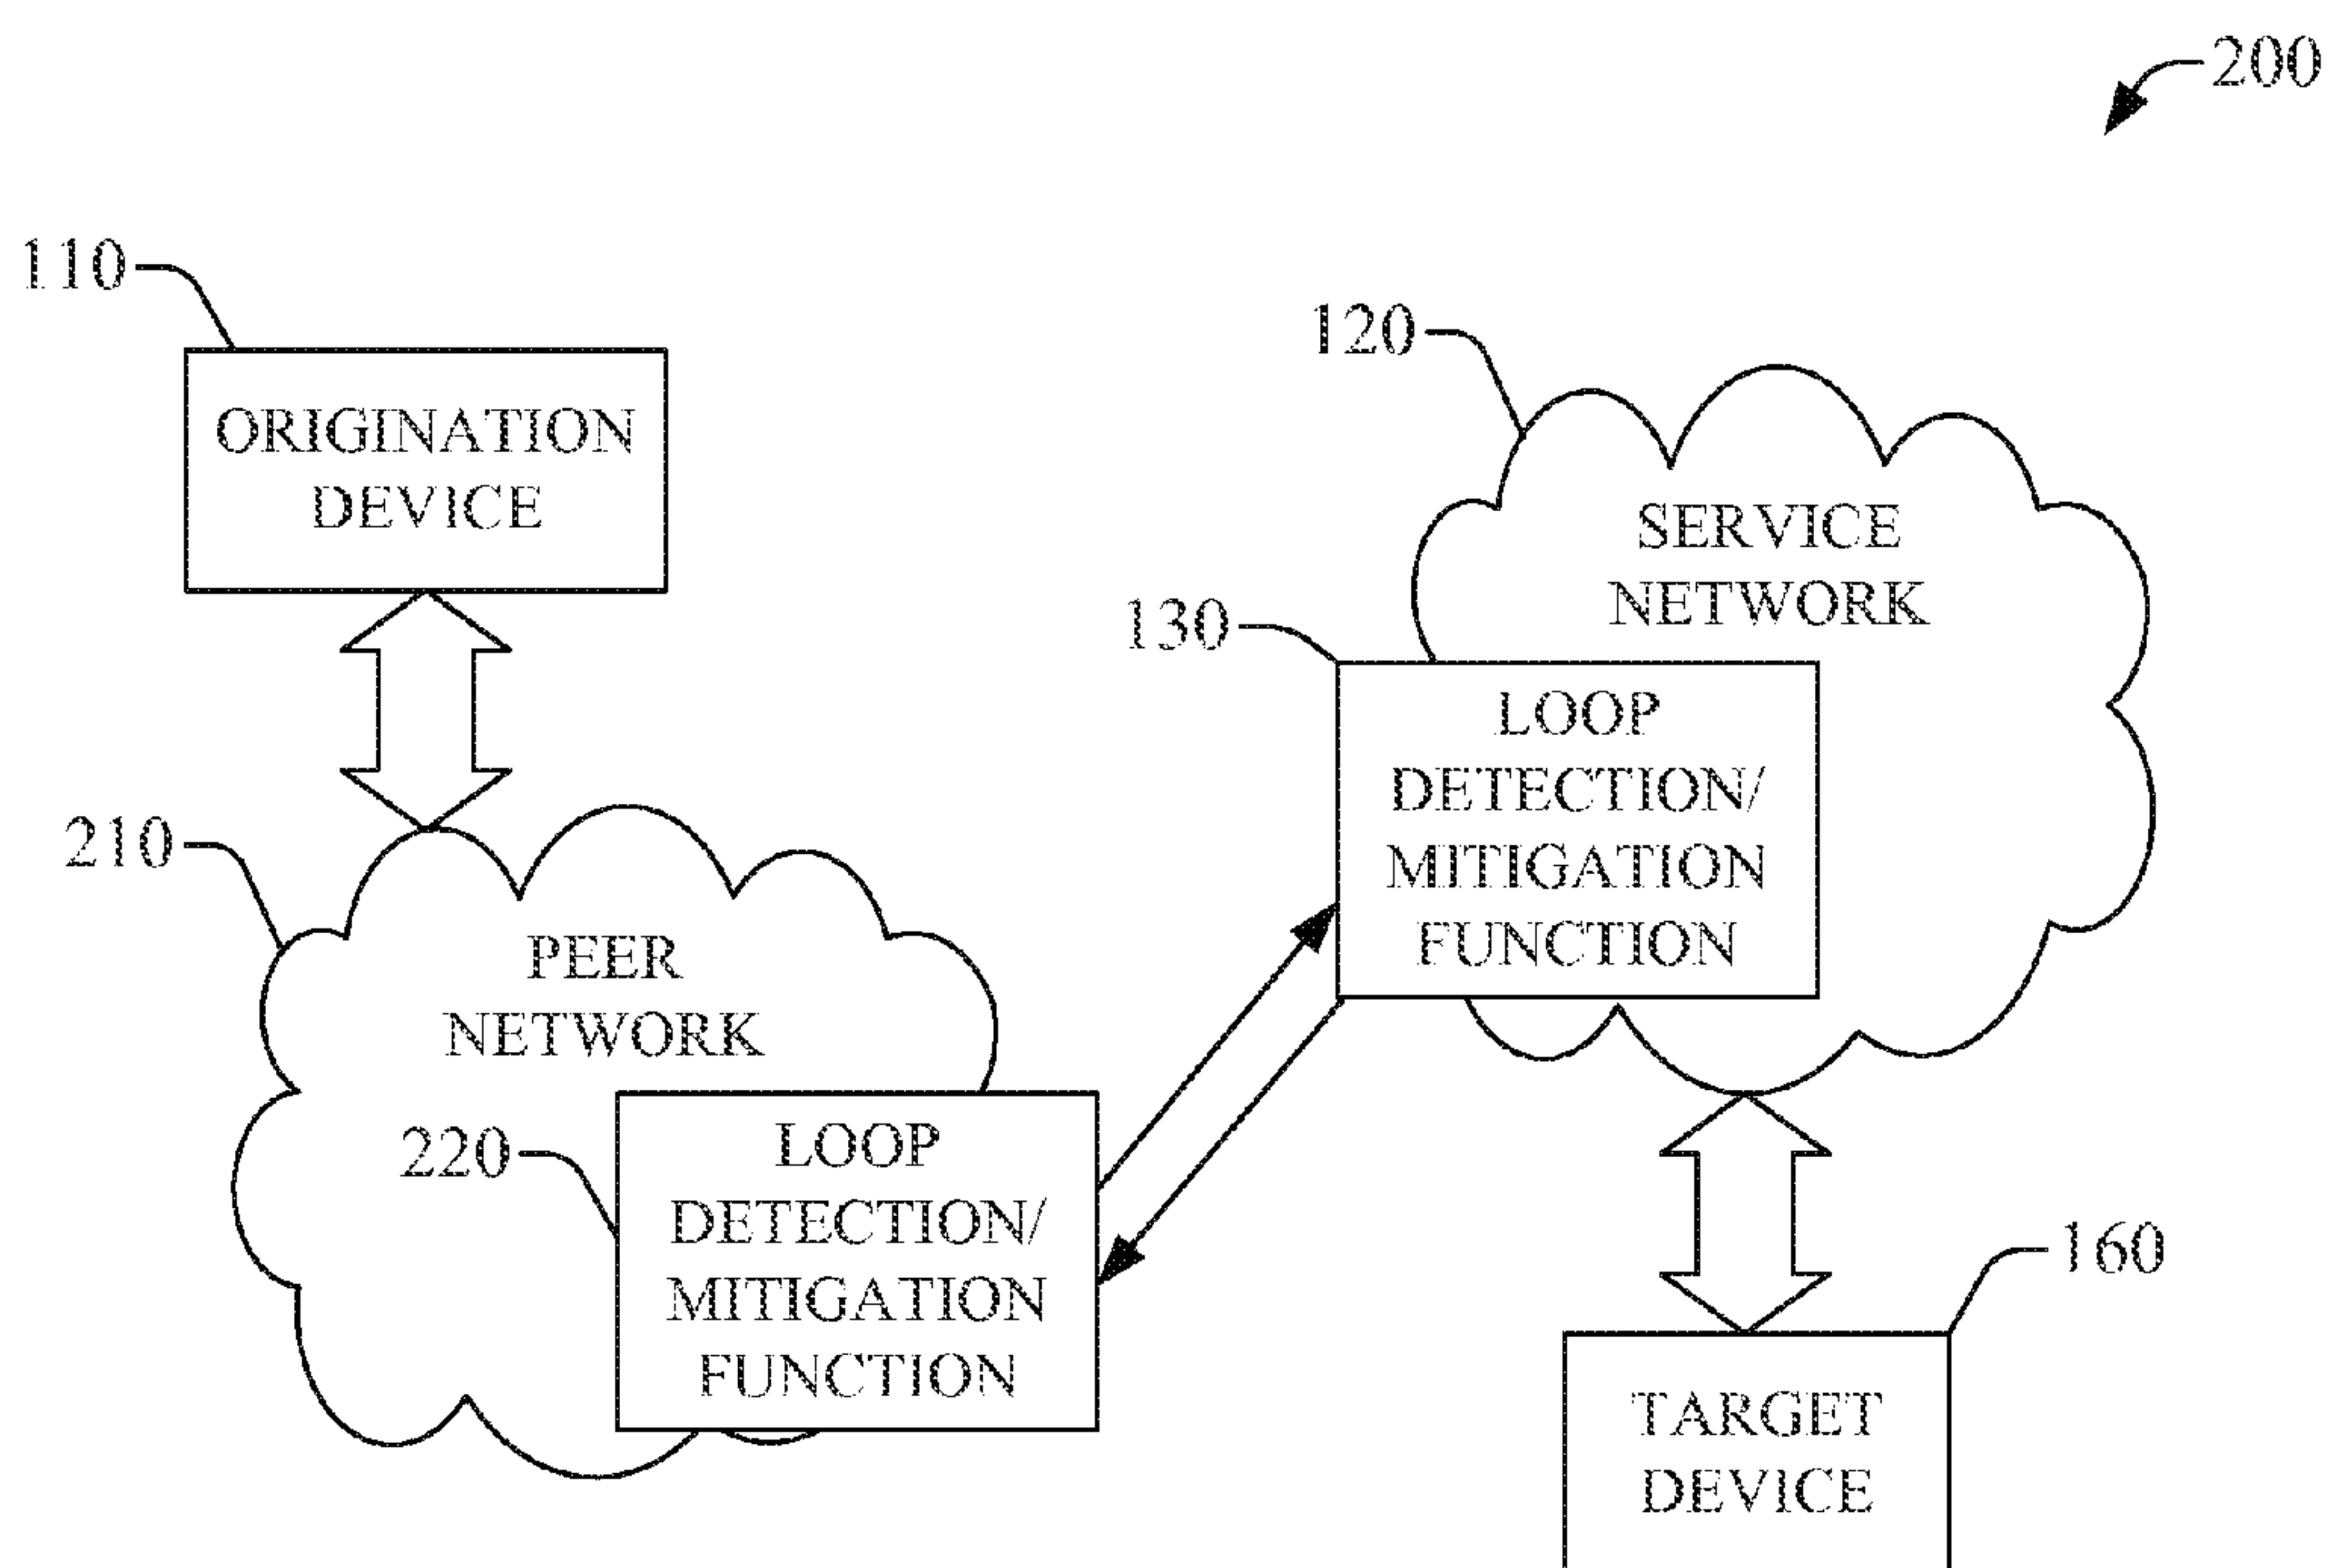 200
110
ORIGINATION
DEVICE
120
SERVICE
NETWORK
130
LOOP
DETECTION/
MITIGATION
FUNCTION
210
PEER
NETWORK
220
LOOP
DETECTION/
MITIGATION
FUNCTION
160
TARGET
DEVICE